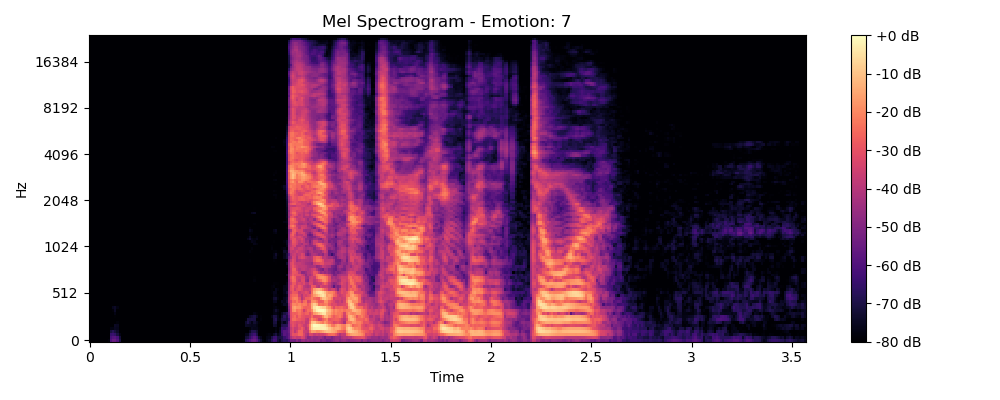 Mel Spectrogram - Emotion: 7
+0 dB
16384
-10 dB
8192
-20 dB
-30 dB
4096
Hz
-40 dB
2048
-50 dB
1024
-60 dB
512
-70 dB
0
-80 dB
0 0.5 1 1.5 2 2.5 3 3.5
Time